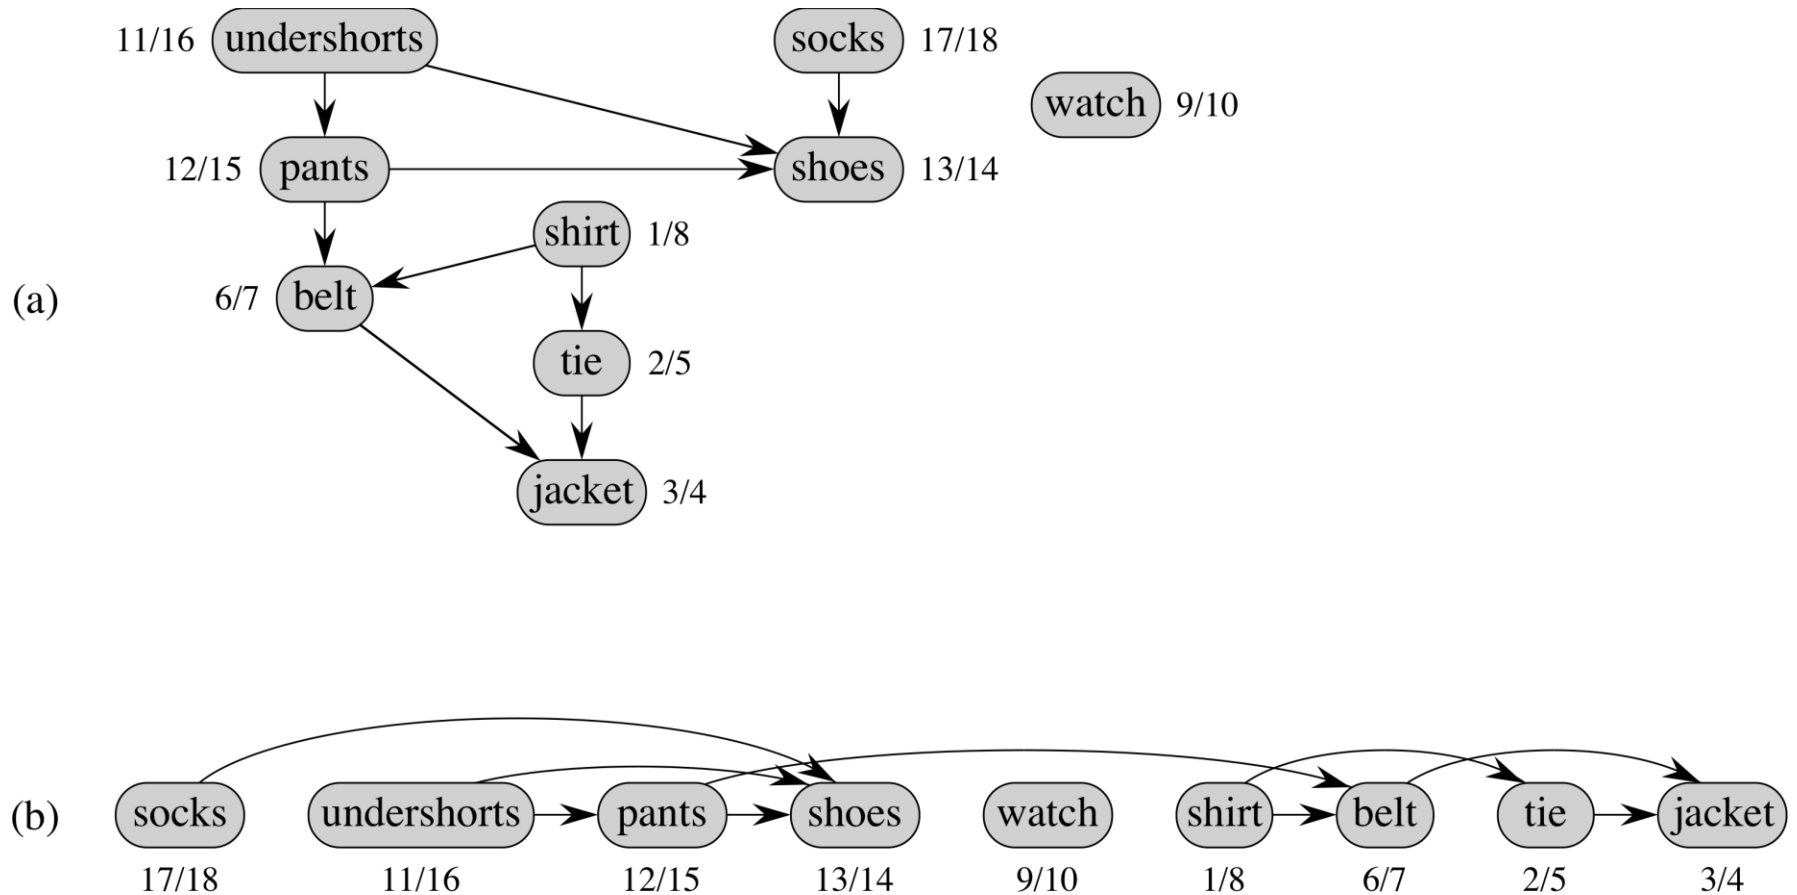 11/16 undershorts socks 17/18
watch 9/10
12/15 pants shoes 13/14
shirt 1/8
(a) 6/7 belt
tie 2/5
jacket 3/4
(b) socks undershorts pants shoes watch shirt belt tie jacket
17/18 11/16 12/15 13/14 9/10 1/8 6/7 2/5 3/4